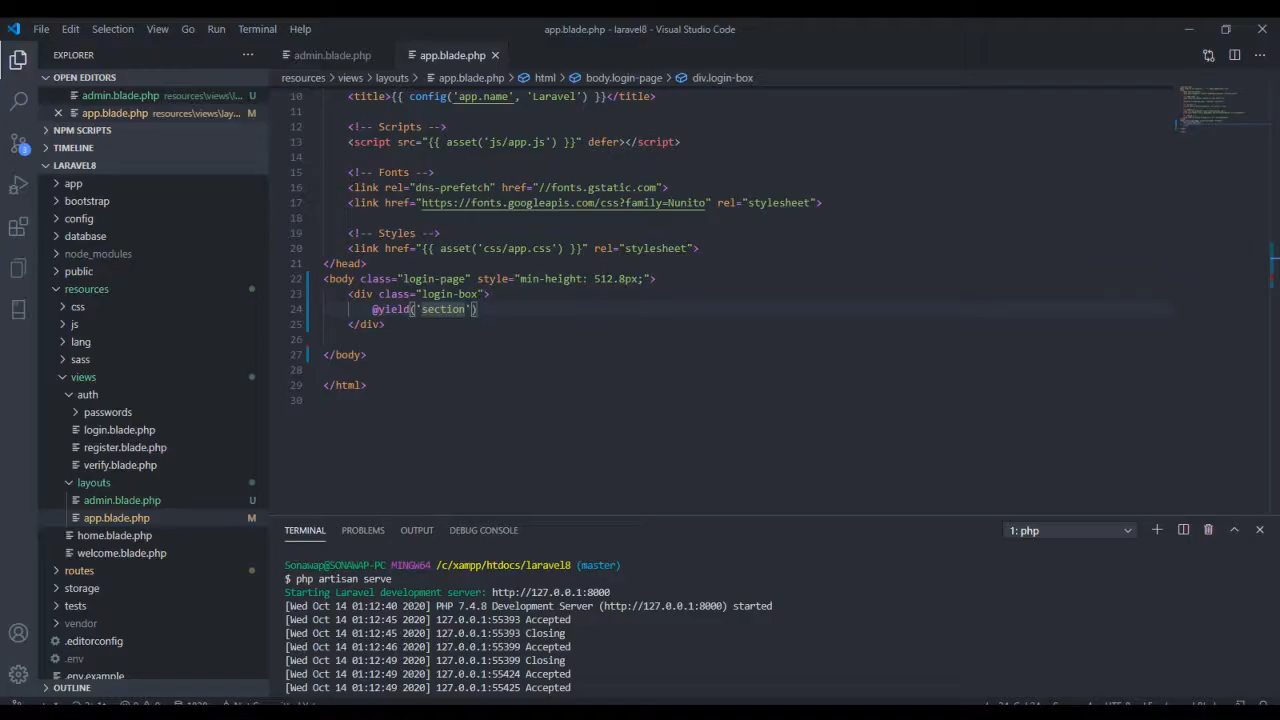 File Edit Selection View Go Run Terminal Help
app.blade.php - laravel8 - Visual Studio Code
EXPLORER
OPEN EDITORS
admin.blade.php resources\views\l... U
app.blade.php resources\views\lay... M
NPM SCRIPTS
TIMELINE
LARAVEL8
app
bootstrap
config
database
node_modules
public
resources
css
js
lang
sass
views
auth
passwords
login.blade.php
register.blade.php
verify.blade.php
layouts
admin.blade.php U
app.blade.php M
home.blade.php
welcome.blade.php
routes
storage
tests
vendor
.editorconfig
.env
.env.example
OUTLINE
3
admin.blade.php app.blade.php
resources > views > layouts > app.blade.php > html > body.login-page > div.login-box
10 <title>{{ config('app.name', 'Laravel') }}</title>
11
12 <!-- Scripts -->
13 <script src="{{ asset('js/app.js') }}" defer></script>
14
15 <!-- Fonts -->
16 <link rel="dns-prefetch" href="//fonts.gstatic.com">
17 <link href="https://fonts.googleapis.com/css?family=Nunito" rel="stylesheet">
18
19 <!-- Styles -->
20 <link href="{{ asset('css/app.css') }}" rel="stylesheet">
21 </head>
22 <body class="login-page" style="min-height: 512.8px;">
23 <div class="login-box">
24 @yield('section')
25 </div>
26
27 </body>
28
29 </html>
30
TERMINAL PROBLEMS OUTPUT DEBUG CONSOLE
1: php
Sonawap@SONAWAP-PC MINGW64 /c/xampp/htdocs/laravel8 (master)
$ php artisan serve
Starting Laravel development server: http://127.0.0.1:8000
[Wed Oct 14 01:12:40 2020] PHP 7.4.8 Development Server (http://127.0.0.1:8000) started
[Wed Oct 14 01:12:45 2020] 127.0.0.1:55393 Accepted
[Wed Oct 14 01:12:45 2020] 127.0.0.1:55393 Closing
[Wed Oct 14 01:12:46 2020] 127.0.0.1:55399 Accepted
[Wed Oct 14 01:12:49 2020] 127.0.0.1:55399 Closing
[Wed Oct 14 01:12:49 2020] 127.0.0.1:55424 Accepted
[Wed Oct 14 01:12:49 2020] 127.0.0.1:55425 Accepted